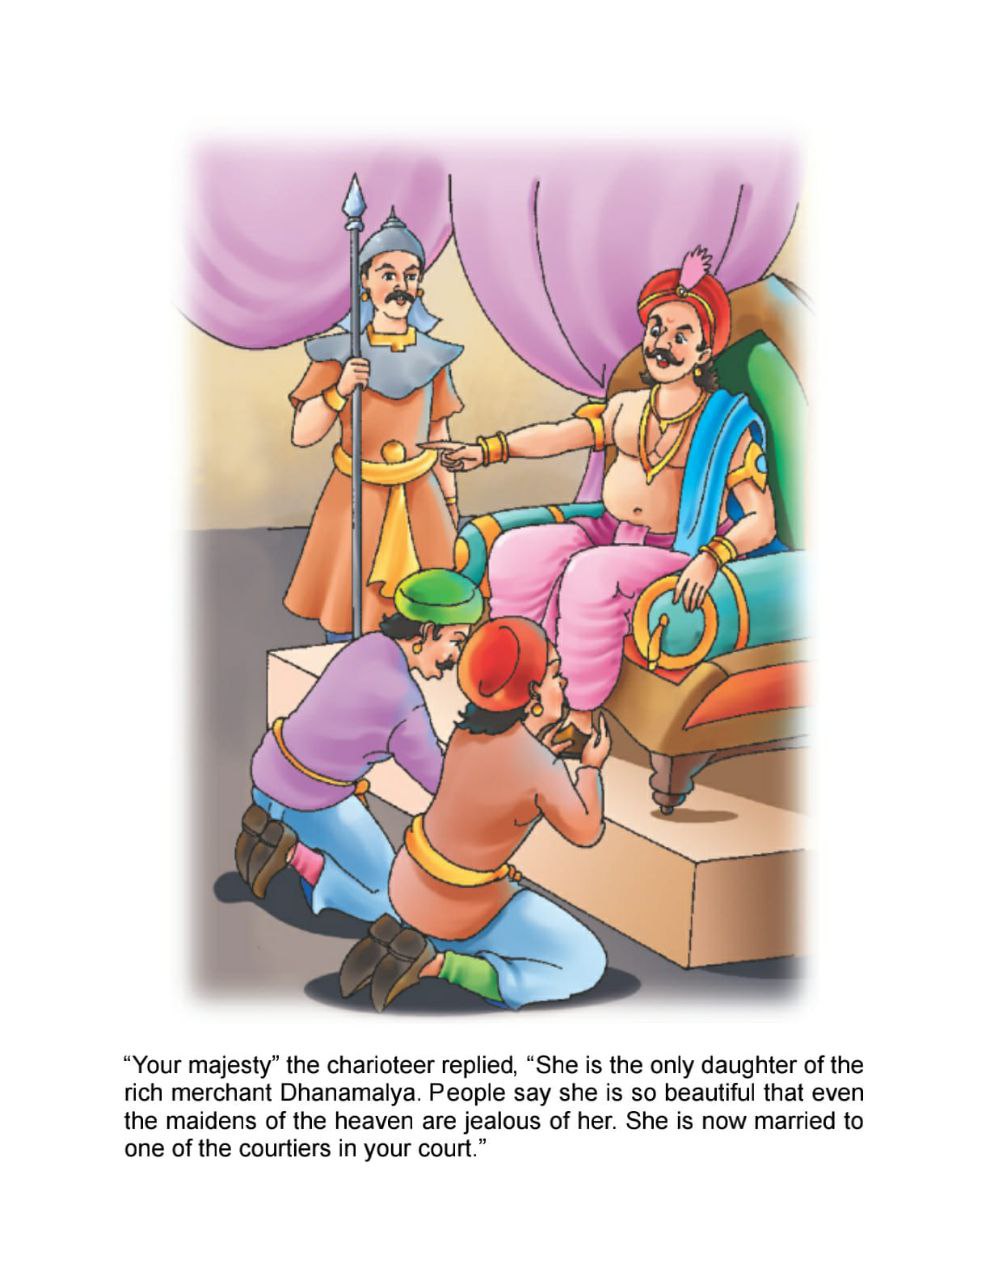 “Your majesty” the charioteer replied, “She is the only daughter of the
rich merchant Dhanamalya. People say she is so beautiful that even
the maidens of the heaven are jealous of her. She is now married to
one of the courtiers in your court.”